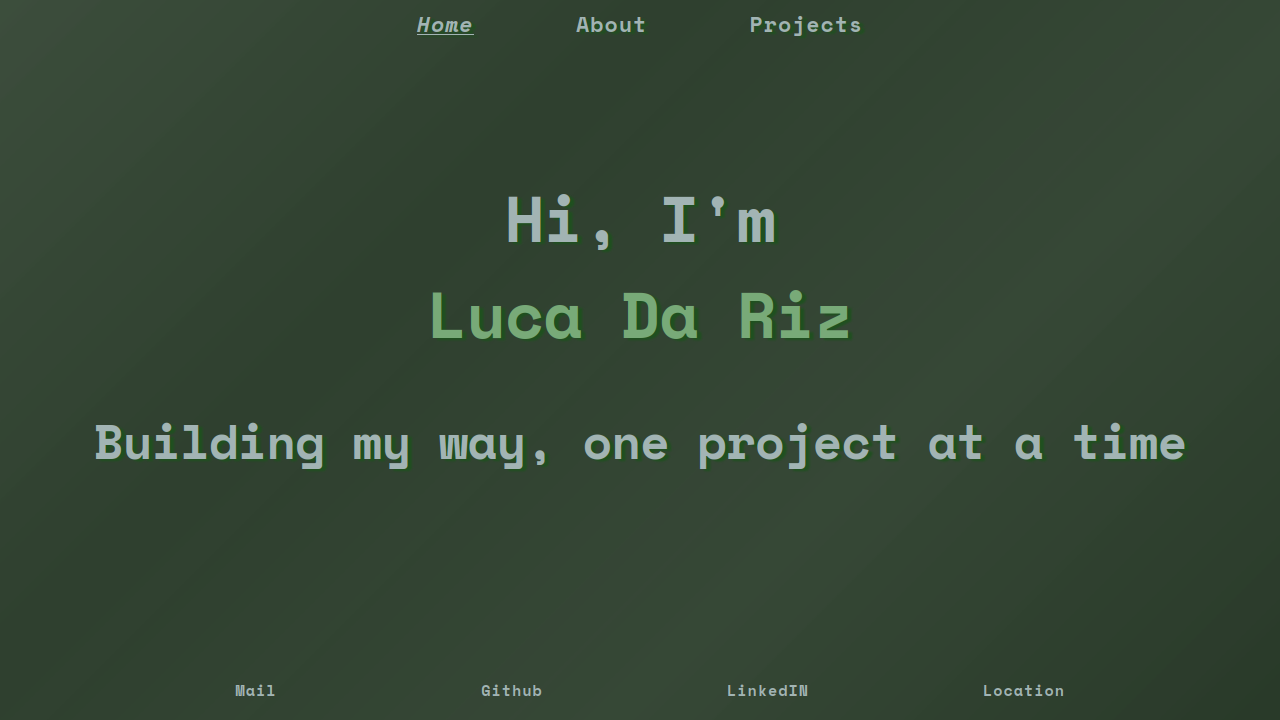 Home About Projects
Hi, I'm
Luca Da Riz
Building my way, one project at a time
Mail Github LinkedIN Location